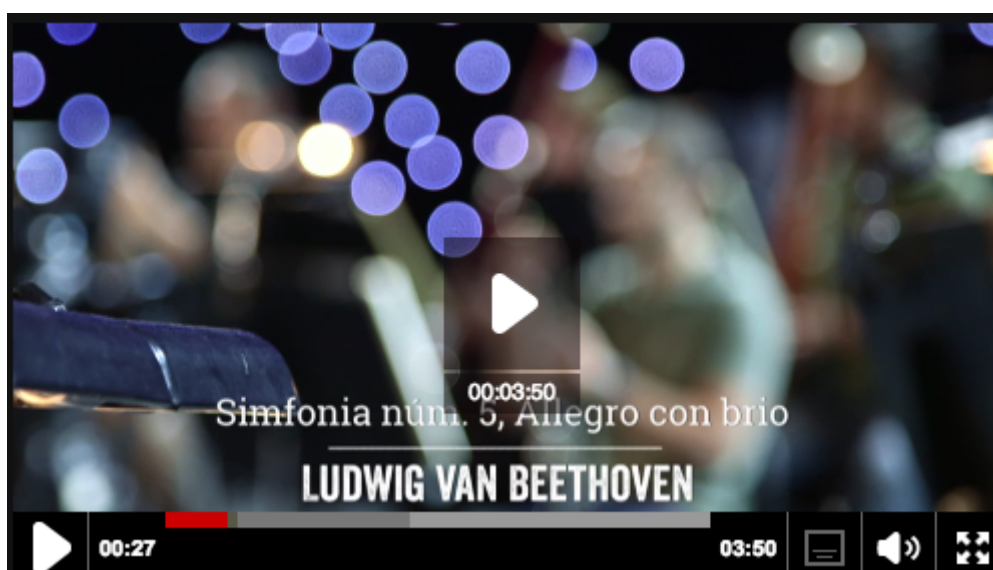 00:03:50
Simfonia núm. 5, Allegro con brio
LUDWIG VAN BEETHOVEN
00:27
03:50